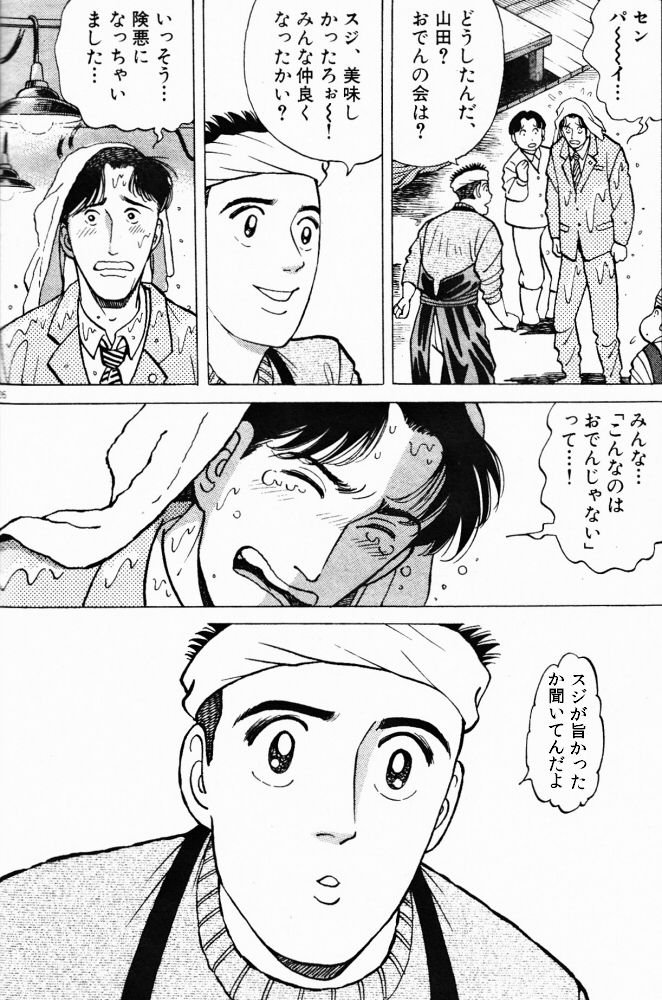 セン
パ〜〜イ…
どうしたんだ、
山田?
おでんの会は?
スジ、美味し
かったろぉ〜!
みんな仲良く
なったかい?
いっそう…
険悪に
なっちゃい
ました…
みんな…
「こんなのは
おでんじゃない」
って…!
スジが旨かった
か聞いてんだよ